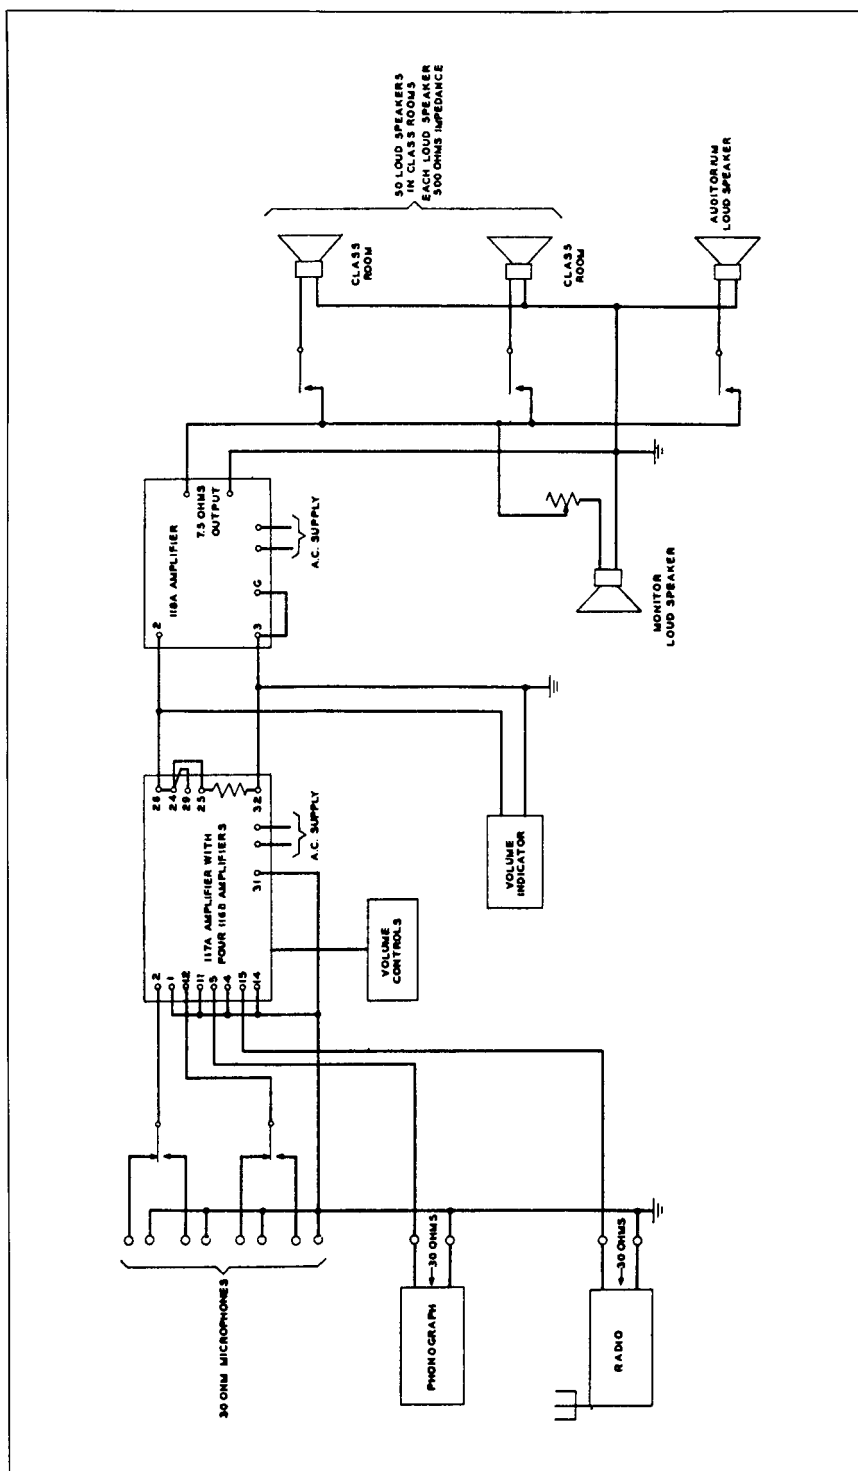 30 OHM MICROPHONES
2
1
12
11
5
4
15
14
117A AMPLIFIER WITH
FOUR 116B AMPLIFIERS
28
24
29
25
32
31
A.C. SUPPLY
2
3
G
118A AMPLIFIER
7.5 OHMS
OUTPUT
A.C. SUPPLY
50 LOUD SPEAKERS
IN CLASS ROOMS
EACH LOUD SPEAKER
500 OHMS IMPEDANCE
CLASS
ROOM
CLASS
ROOM
AUDITORIUM
LOUD SPEAKER
VOLUME
CONTROLS
VOLUME
INDICATOR
MONITOR
LOUD SPEAKER
PHONOGRAPH
30 OHMS
RADIO
30 OHMS